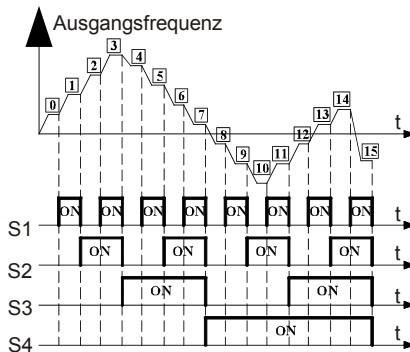 Ausgangsfrequenz
0
1
2
3
4
5
6
7
8
9
10
11
12
13
14
15
t
S1 ON ON ON ON ON ON ON ON t
S2 ON ON ON ON t
S3 ON ON t
S4 ON t